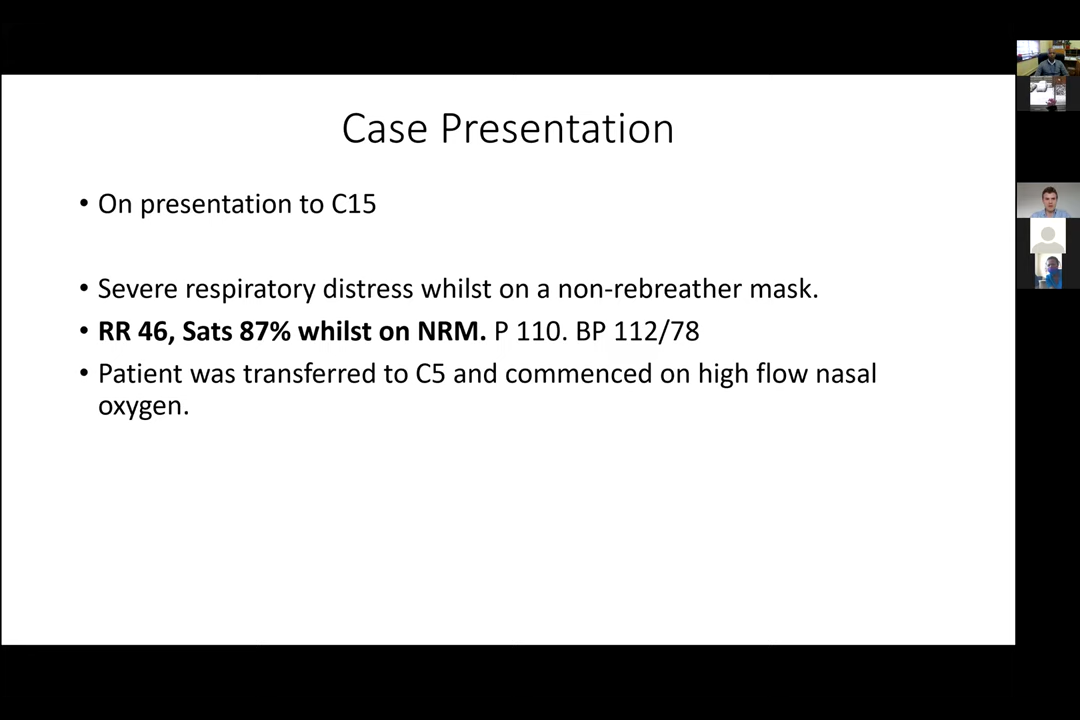 Case Presentation
• On presentation to C15
• Severe respiratory distress whilst on a non-rebreather mask.
• RR 46, Sats 87% whilst on NRM. P 110. BP 112/78
• Patient was transferred to C5 and commenced on high flow nasal
oxygen.